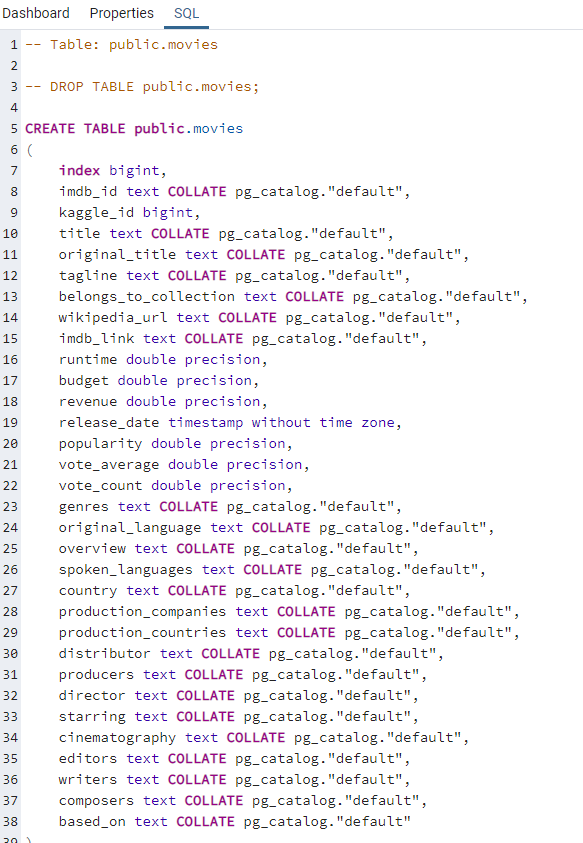 Dashboard Properties SQL
1 -- Table: public.movies
2
3 -- DROP TABLE public.movies;
4
5 CREATE TABLE public.movies
6 (
7 index bigint,
8 imdb_id text COLLATE pg_catalog."default",
9 kaggle_id bigint,
10 title text COLLATE pg_catalog."default",
11 original_title text COLLATE pg_catalog."default",
12 tagline text COLLATE pg_catalog."default",
13 belongs_to_collection text COLLATE pg_catalog."default",
14 wikipedia_url text COLLATE pg_catalog."default",
15 imdb_link text COLLATE pg_catalog."default",
16 runtime double precision,
17 budget double precision,
18 revenue double precision,
19 release_date timestamp without time zone,
20 popularity double precision,
21 vote_average double precision,
22 vote_count double precision,
23 genres text COLLATE pg_catalog."default",
24 original_language text COLLATE pg_catalog."default",
25 overview text COLLATE pg_catalog."default",
26 spoken_languages text COLLATE pg_catalog."default",
27 country text COLLATE pg_catalog."default",
28 production_companies text COLLATE pg_catalog."default",
29 production_countries text COLLATE pg_catalog."default",
30 distributor text COLLATE pg_catalog."default",
31 producers text COLLATE pg_catalog."default",
32 director text COLLATE pg_catalog."default",
33 starring text COLLATE pg_catalog."default",
34 cinematography text COLLATE pg_catalog."default",
35 editors text COLLATE pg_catalog."default",
36 writers text COLLATE pg_catalog."default",
37 composers text COLLATE pg_catalog."default",
38 based_on text COLLATE pg_catalog."default"
39 )